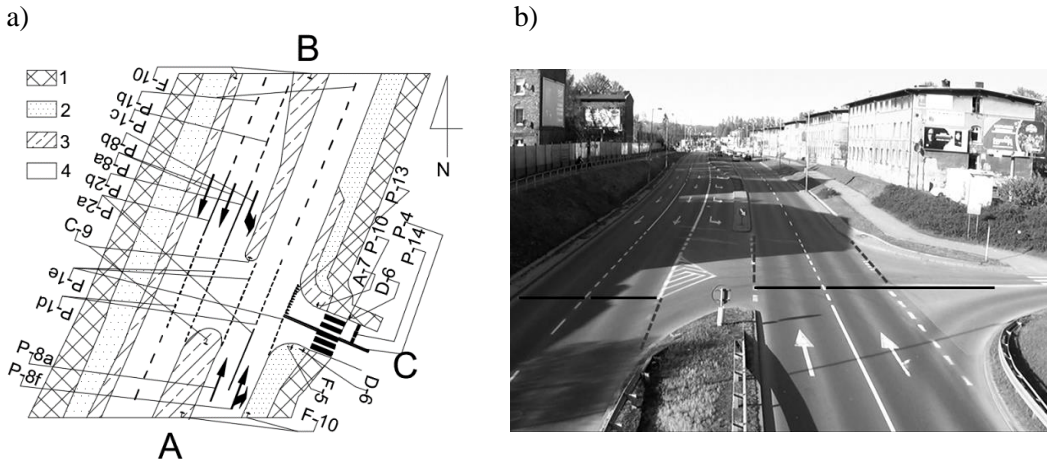 a)
b)
B
1
2
3
4
N
F-10
P-1b
P-1c
P-8b
P-8a
P-2b
P-2a
C-9
P-1e
P-1d
P-8a
P-8f
A
P-13
P-4
P-14
P-10
D-6
A-7
C
D-6
F-5
F-10